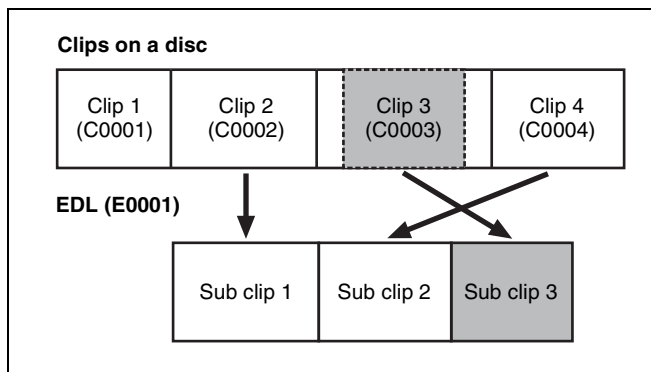 Clips on a disc
Clip 1
(C0001)
Clip 2
(C0002)
Clip 3
(C0003)
Clip 4
(C0004)
EDL (E0001)
Sub clip 1
Sub clip 2
Sub clip 3